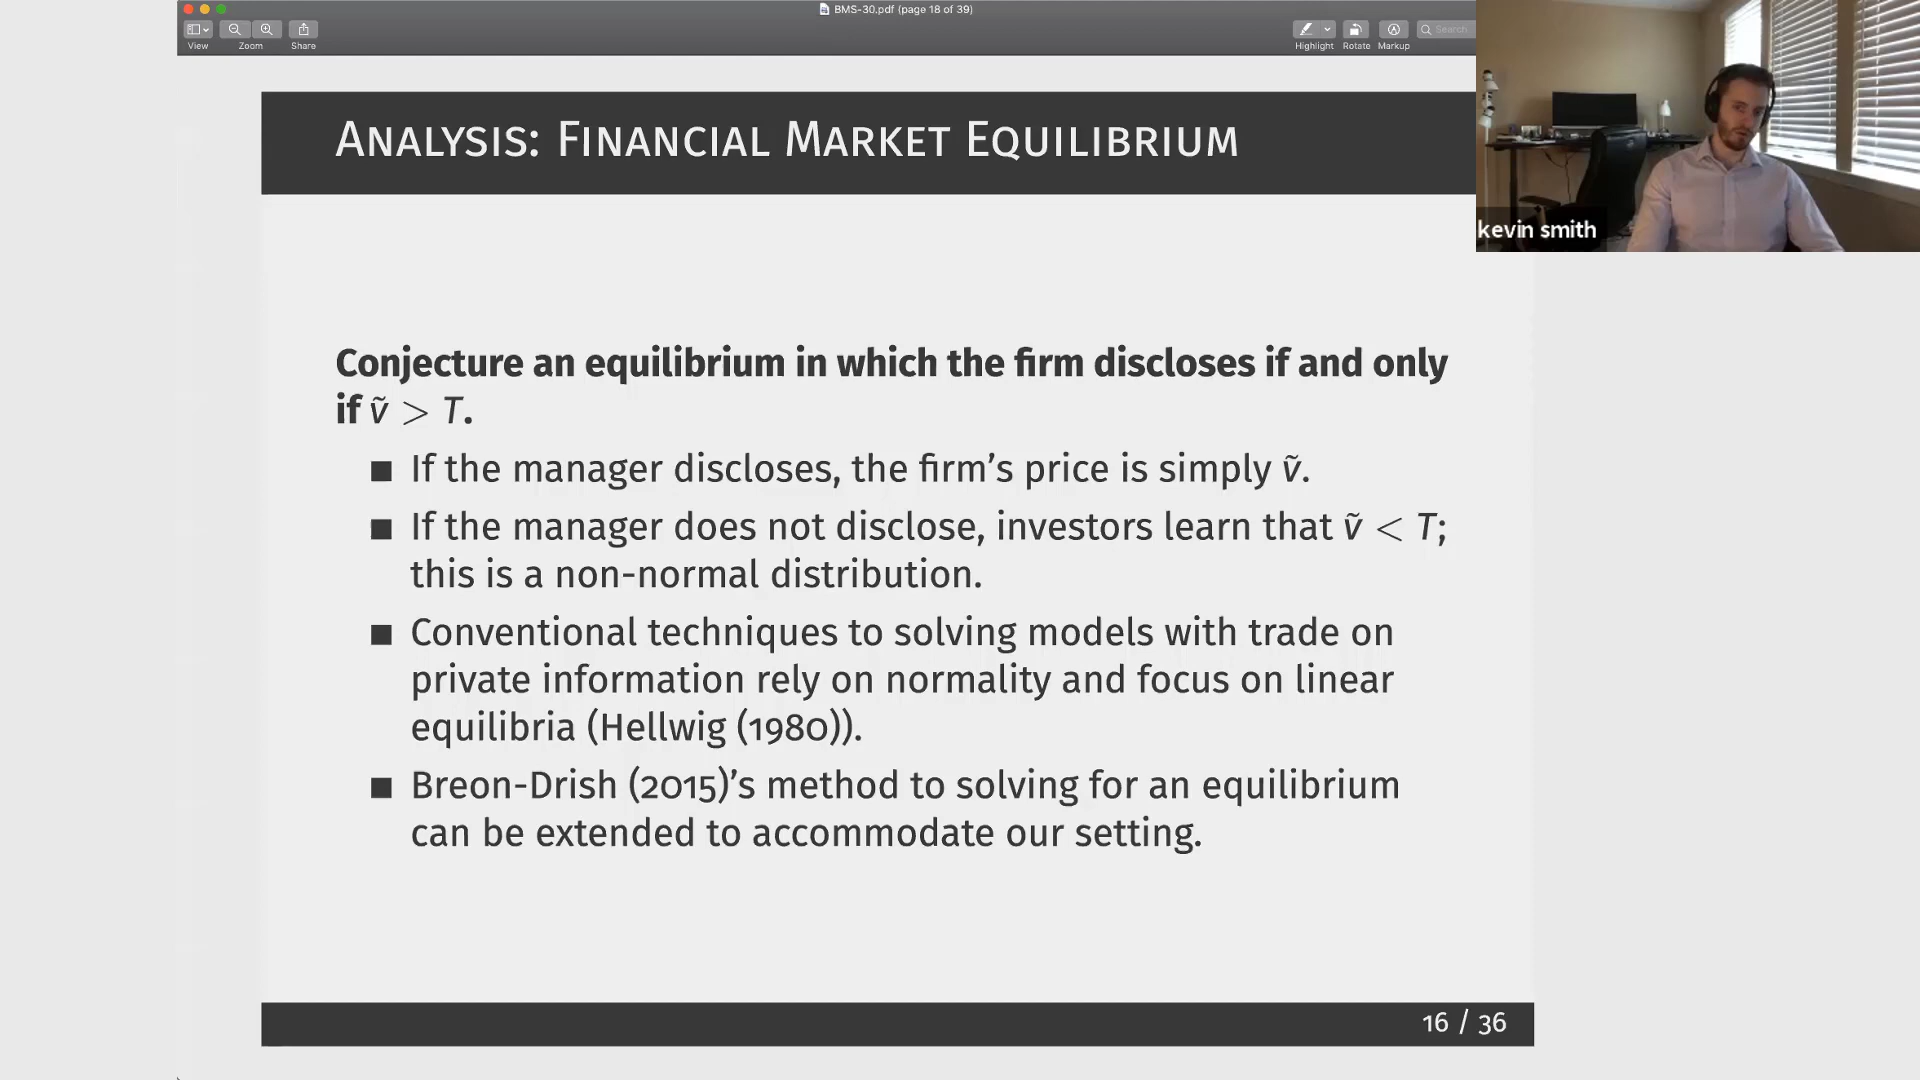 BMS-30.pdf (page 18 of 39)
View
Zoom
Share
Highlight
Rotate
Markup
Search
kevin smith
Analysis: Financial Market Equilibrium
Conjecture an equilibrium in which the firm discloses if and only
if ṽ > T.
■ If the manager discloses, the firm’s price is simply ṽ.
■ If the manager does not disclose, investors learn that ṽ < T;
this is a non-normal distribution.
■ Conventional techniques to solving models with trade on
private information rely on normality and focus on linear
equilibria (Hellwig (1980)).
■ Breon-Drish (2015)’s method to solving for an equilibrium
can be extended to accommodate our setting.
16 / 36